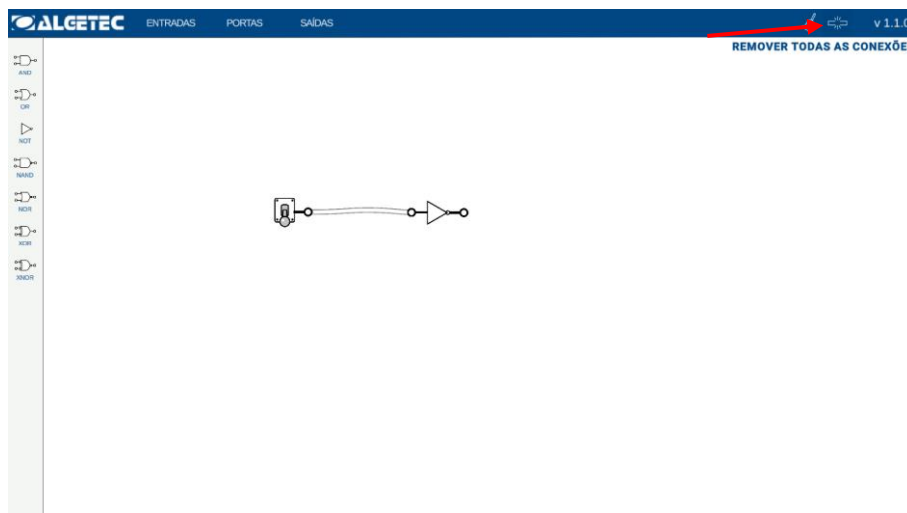 ALGETEC ENTRADAS PORTAS SAÍDAS v 1.1.0
REMOVER TODAS AS CONEXÕE
AND
OR
NOT
NAND
NOR
XOR
XNOR